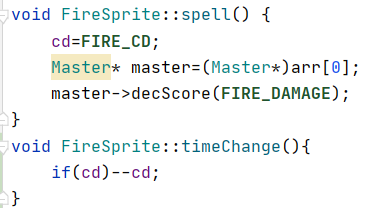 void FireSprite::spell() {
    cd=FIRE_CD;
    Master* master=(Master*)arr[0];
    master->decScore(FIRE_DAMAGE);
}
void FireSprite::timeChange(){
    if(cd)--cd;
}